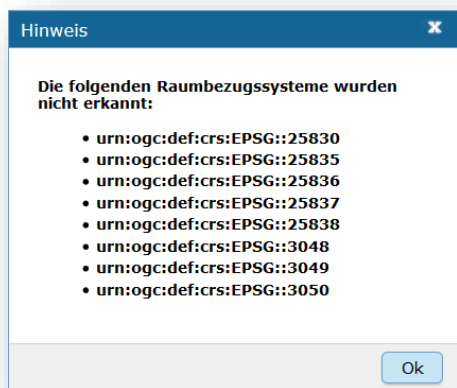 Hinweis
x
Die folgenden Raumbezugssysteme wurden
nicht erkannt:
• urn:ogc:def:crs:EPSG::25830
• urn:ogc:def:crs:EPSG::25835
• urn:ogc:def:crs:EPSG::25836
• urn:ogc:def:crs:EPSG::25837
• urn:ogc:def:crs:EPSG::25838
• urn:ogc:def:crs:EPSG::3048
• urn:ogc:def:crs:EPSG::3049
• urn:ogc:def:crs:EPSG::3050
Ok